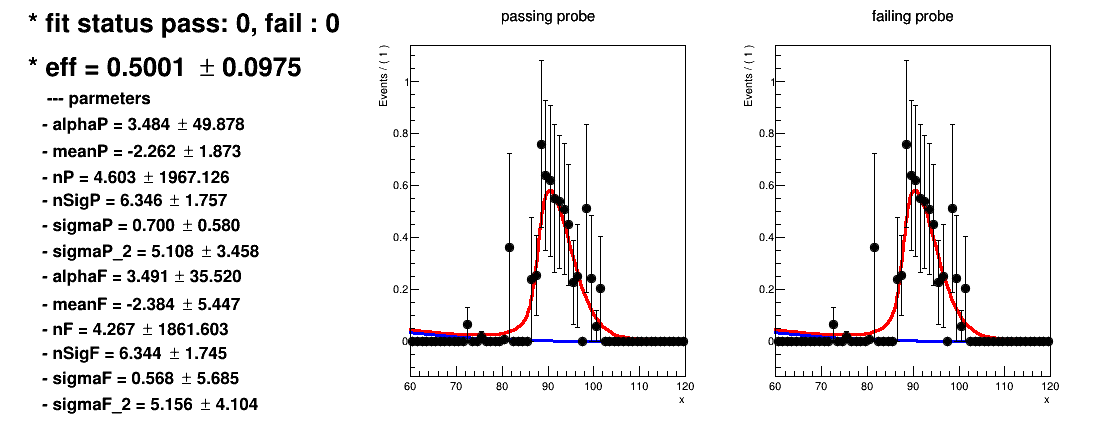 * fit status pass: 0, fail : 0
* eff = 0.5001 ± 0.0975
--- parmeters
- alphaP = 3.484 ± 49.878
- meanP = -2.262 ± 1.873
- nP = 4.603 ± 1967.126
- nSigP = 6.346 ± 1.757
- sigmaP = 0.700 ± 0.580
- sigmaP_2 = 5.108 ± 3.458
- alphaF = 3.491 ± 35.520
- meanF = -2.384 ± 5.447
- nF = 4.267 ± 1861.603
- nSigF = 6.344 ± 1.745
- sigmaF = 0.568 ± 5.685
- sigmaF_2 = 5.156 ± 4.104
passing probe
Events / ( 1 )
1
0.8
0.6
0.4
0.2
0
60 70 80 90 100 110 120
x
failing probe
Events / ( 1 )
1
0.8
0.6
0.4
0.2
0
60 70 80 90 100 110 120
x